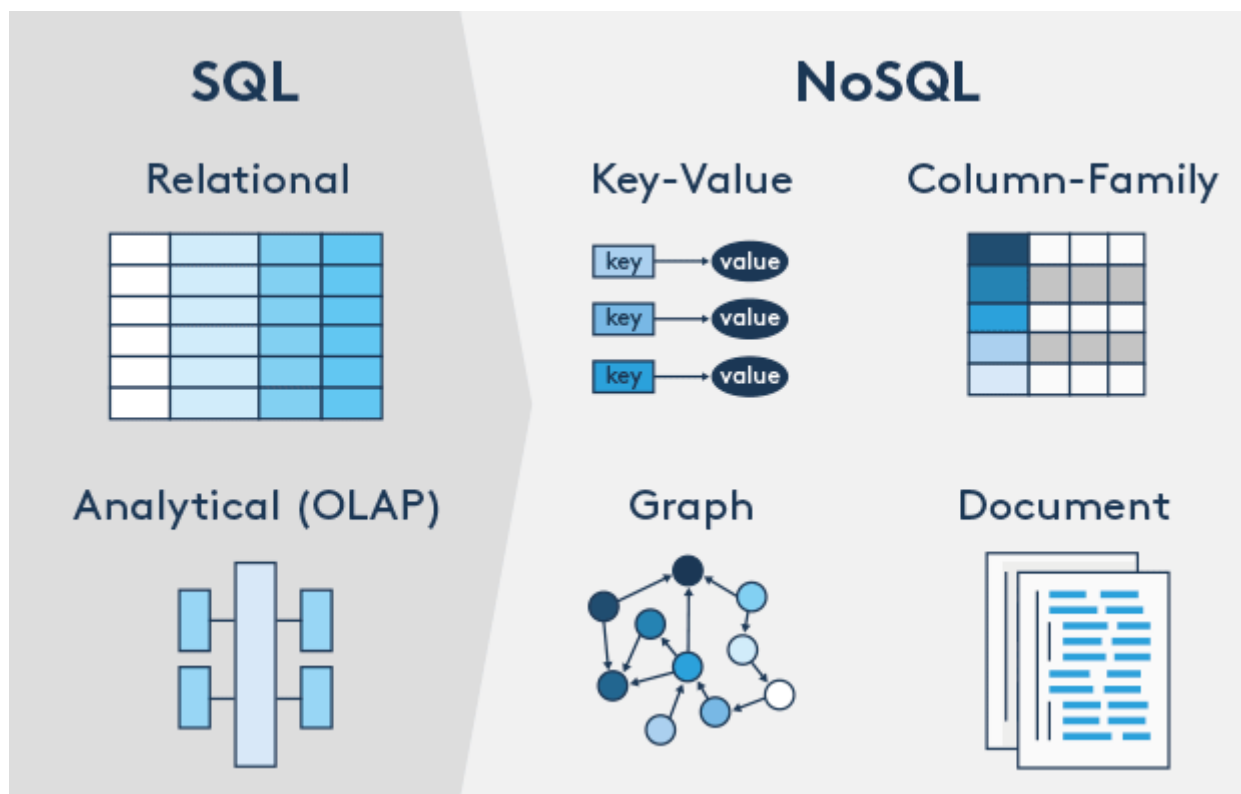 SQL
NoSQL
Relational
Key-Value
Column-Family
key
value
key
value
key
value
Analytical (OLAP)
Graph
Document